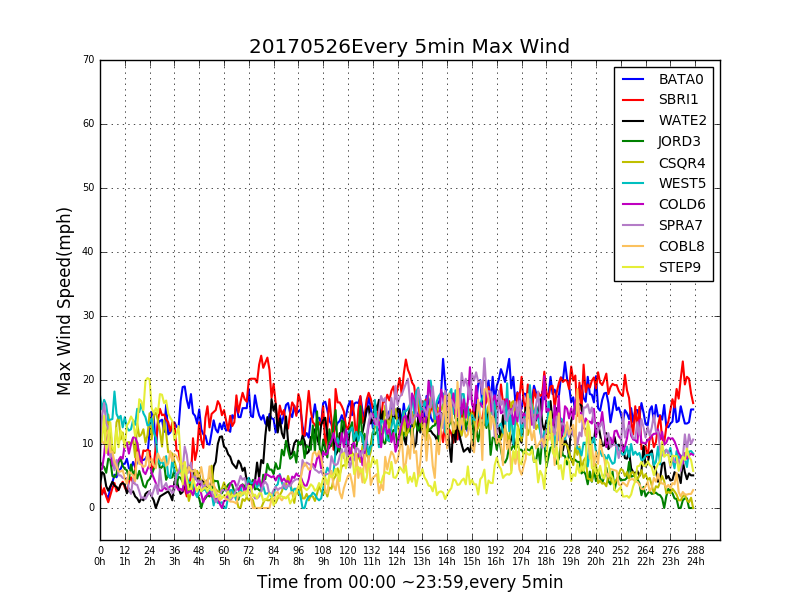 20170526Every 5min Max Wind
70
60
50
40
30
20
10
0
Max Wind Speed(mph)
BATA0
SBRI1
WATE2
JORD3
CSQR4
WEST5
COLD6
SPRA7
COBL8
STEP9
0 12 24 36 48 60 72 84 96 108 120 132 144 156 168 180 192 204 216 228 240 252 264 276 288
0h 1h 2h 3h 4h 5h 6h 7h 8h 9h 10h 11h 12h 13h 14h 15h 16h 17h 18h 19h 20h 21h 22h 23h 24h
Time from 00:00 ~23:59,every 5min